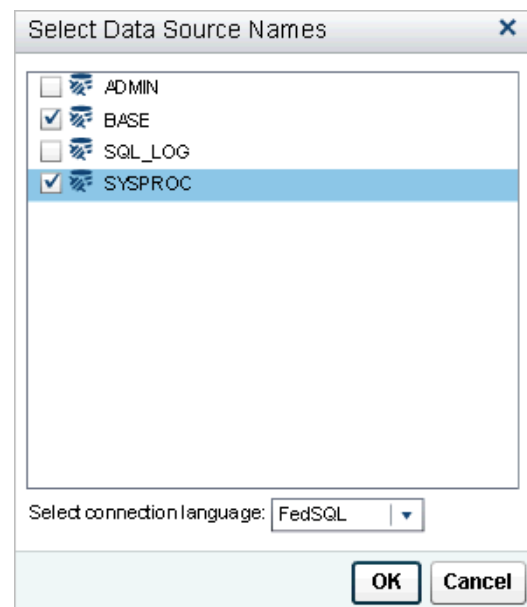 Select Data Source Names
ADMIN
BASE
SQL_LOG
SYSPROC
Select connection language: FedSQL
OK Cancel